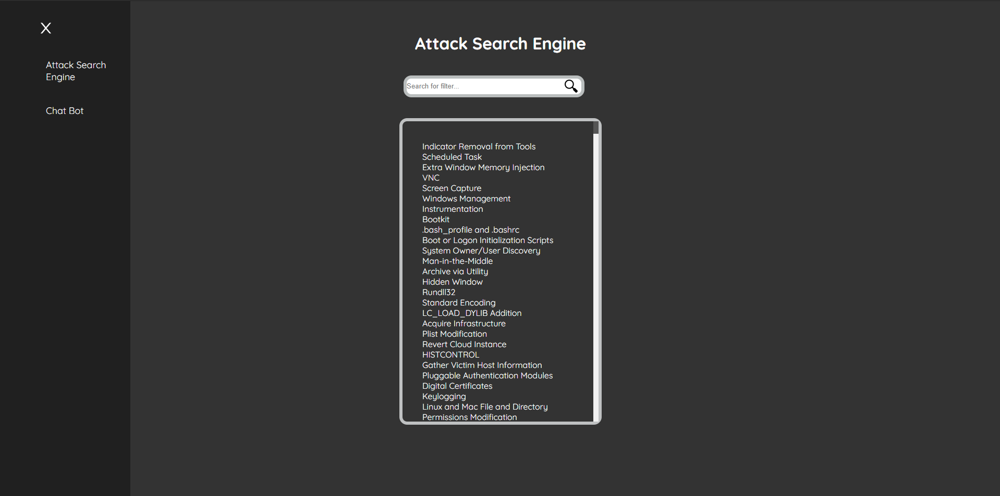 X
Attack Search
Engine
Chat Bot
Attack Search Engine
Search for filter...
Indicator Removal from Tools
Scheduled Task
Extra Window Memory Injection
VNC
Screen Capture
Windows Management
Instrumentation
Bootkit
.bash_profile and .bashrc
Boot or Logon Initialization Scripts
System Owner/User Discovery
Man-in-the-Middle
Archive via Utility
Hidden Window
Rundll32
Standard Encoding
LC_LOAD_DYLIB Addition
Acquire Infrastructure
Plist Modification
Revert Cloud Instance
HISTCONTROL
Gather Victim Host Information
Pluggable Authentication Modules
Digital Certificates
Keylogging
Linux and Mac File and Directory
Permissions Modification